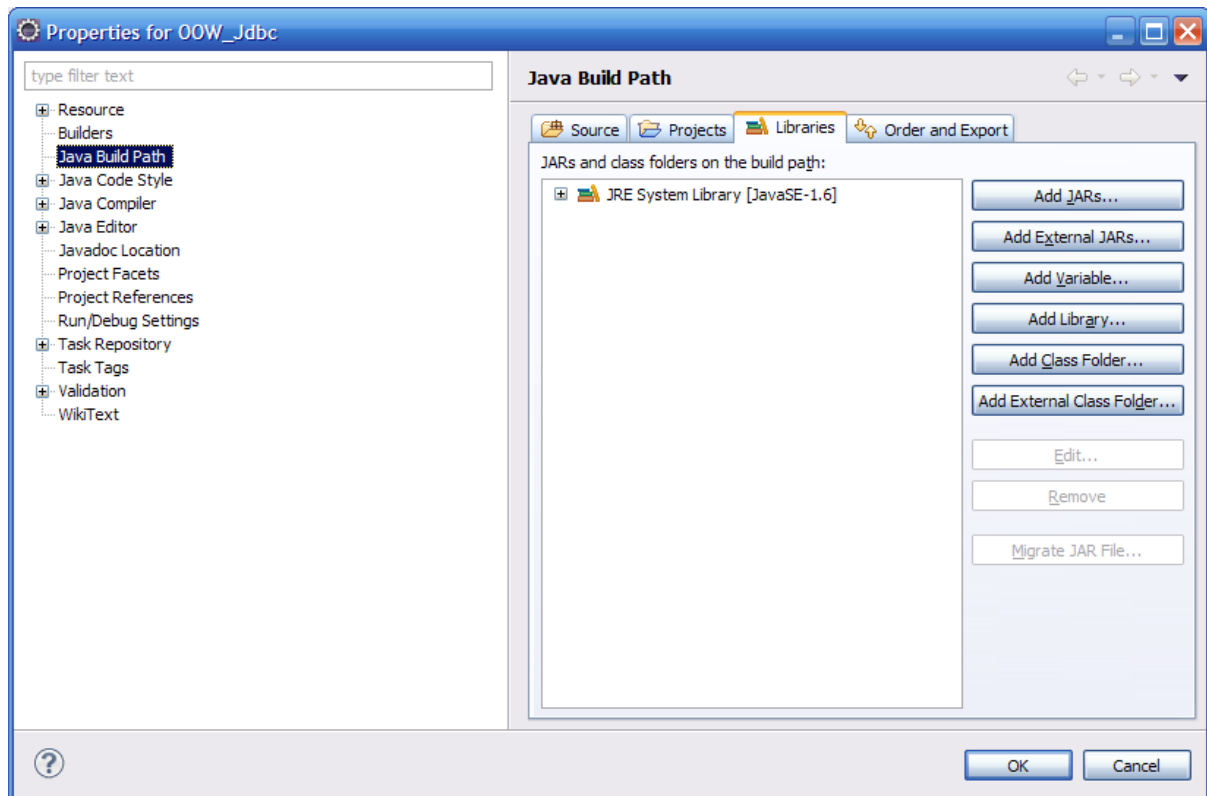 Properties for OOW_Jdbc
type filter text
Resource
Builders
Java Build Path
Java Code Style
Java Compiler
Java Editor
Javadoc Location
Project Facets
Project References
Run/Debug Settings
Task Repository
Task Tags
Validation
WikiText
Java Build Path
Source Projects Libraries Order and Export
JARs and class folders on the build path:
JRE System Library [JavaSE-1.6]
Add JARs...
Add External JARs...
Add Variable...
Add Library...
Add Class Folder...
Add External Class Folder...
Edit...
Remove
Migrate JAR File...
?
OK Cancel